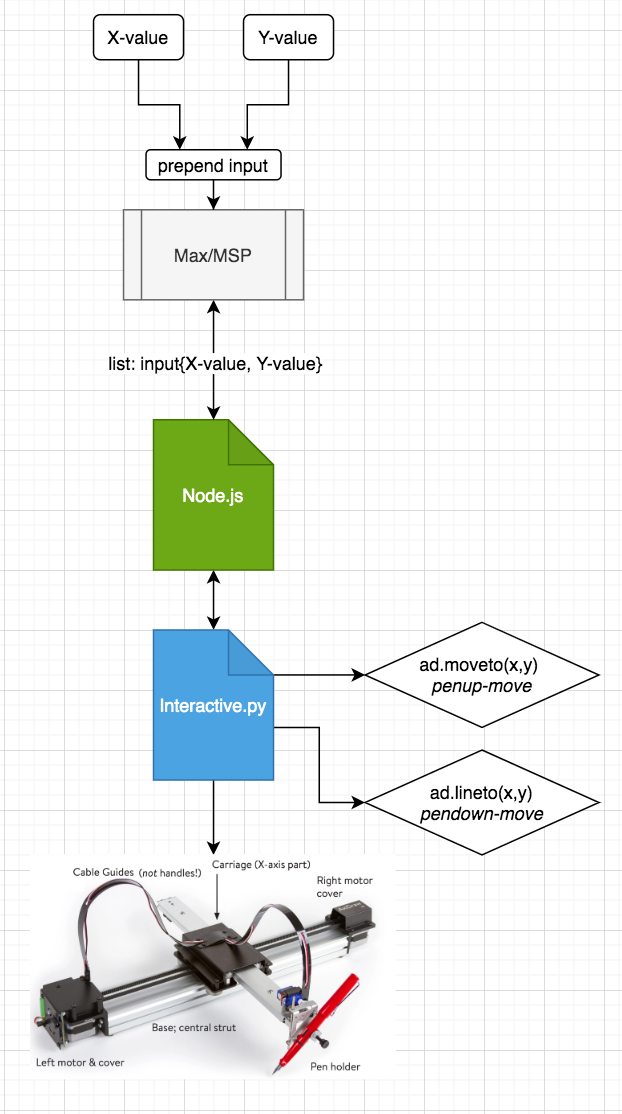 X-value
Y-value
prepend input
Max/MSP
list: input{X-value, Y-value}
Node.js
ad.moveto(x,y)
penup-move
Interactive.py
ad.lineto(x,y)
pendown-move
Cable Guides (not handles!)
Carriage (X-axis part)
Right motor
cover
Base; central strut
Left motor & cover
Pen holder